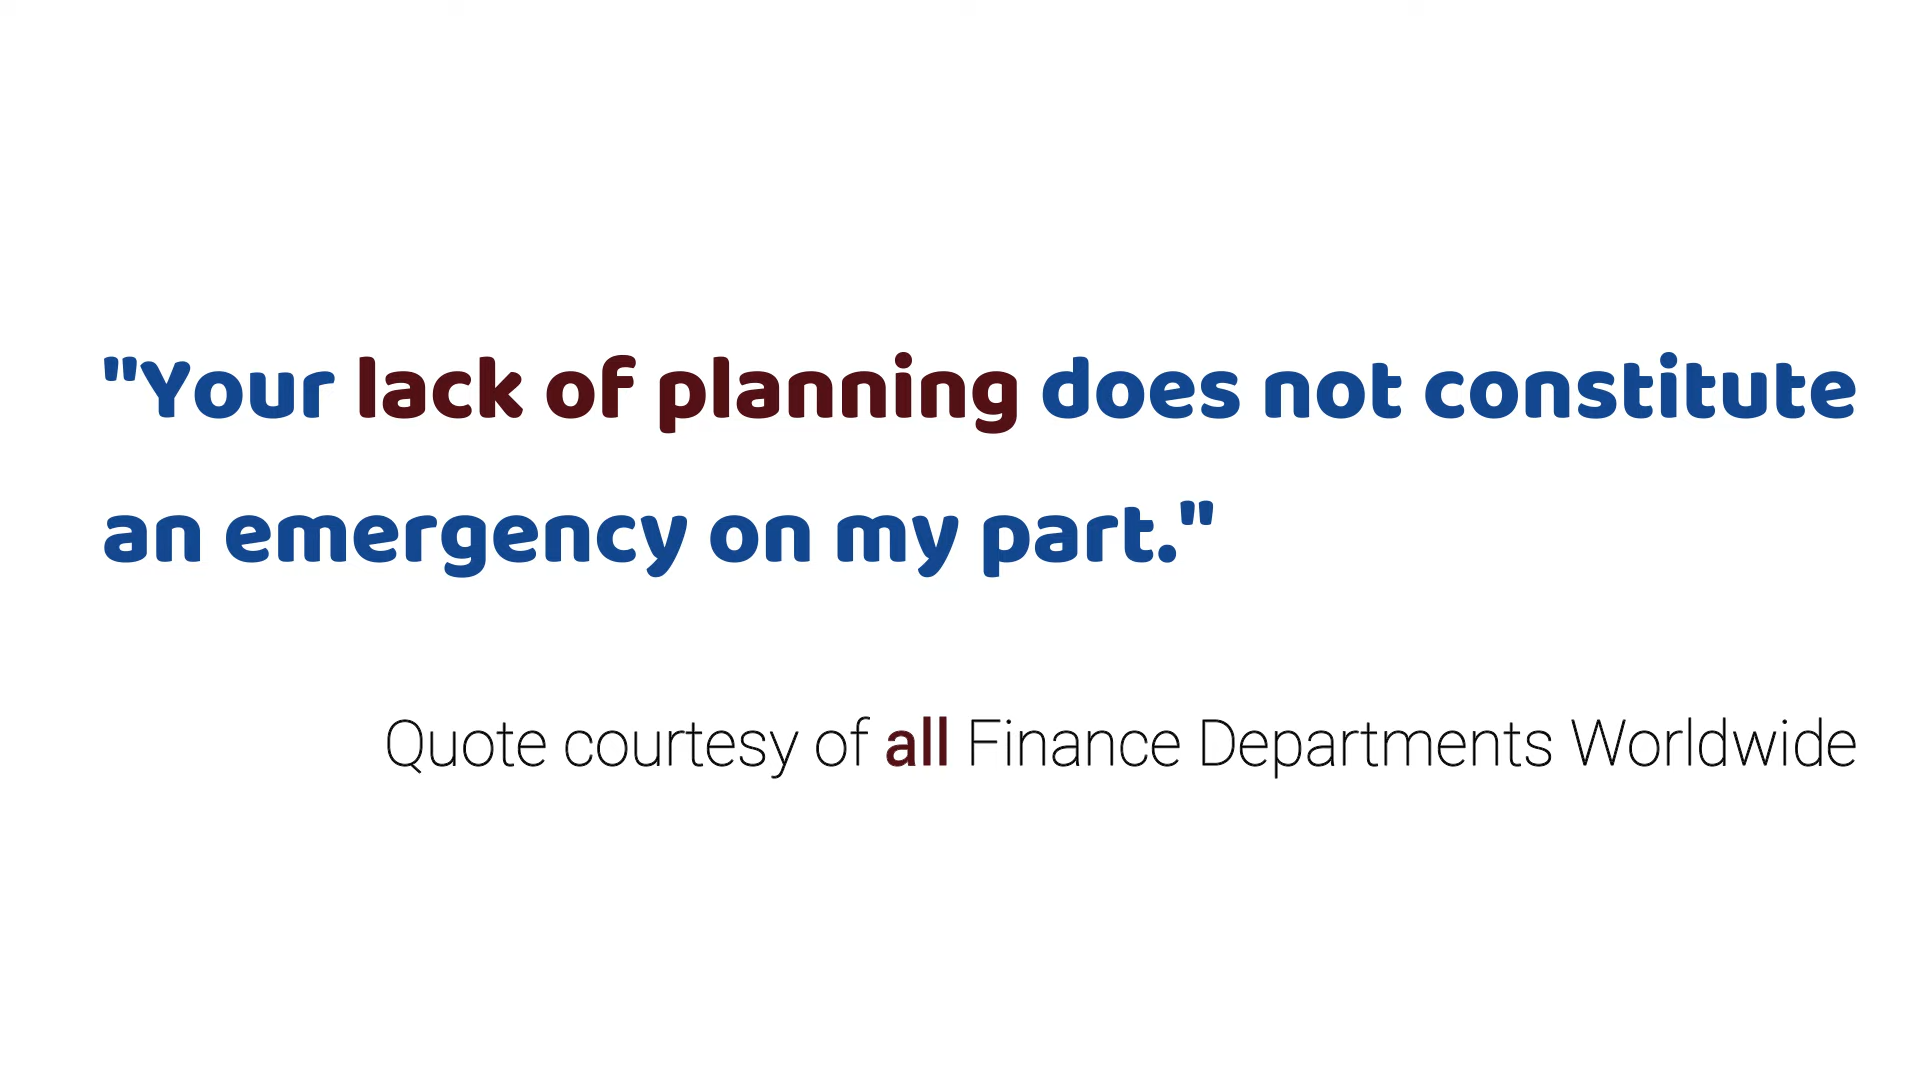 "Your lack of planning does not constitute
an emergency on my part."
Quote courtesy of all Finance Departments Worldwide